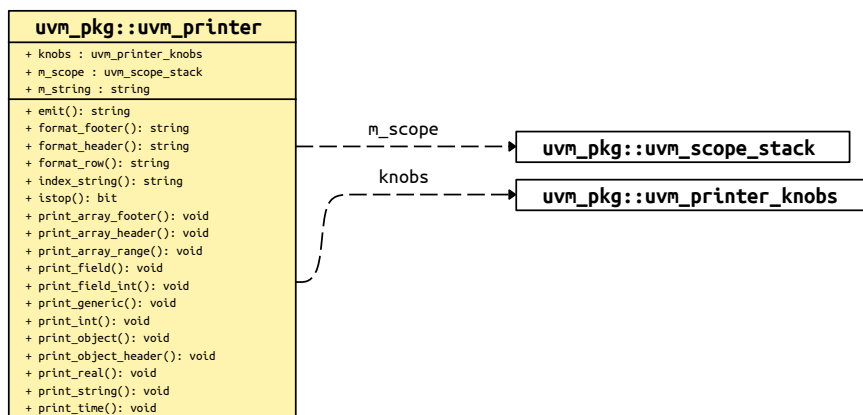 uvm_pkg::uvm_printer
+ knobs : uvm_printer_knobs
+ m_scope : uvm_scope_stack
+ m_string : string
+ emit(): string
+ format_footer(): string
+ format_header(): string
+ format_row(): string
+ index_string(): string
+ istop(): bit
+ print_array_footer(): void
+ print_array_header(): void
+ print_array_range(): void
+ print_field(): void
+ print_field_int(): void
+ print_generic(): void
+ print_int(): void
+ print_object(): void
+ print_object_header(): void
+ print_real(): void
+ print_string(): void
+ print_time(): void
m_scope
uvm_pkg::uvm_scope_stack
knobs
uvm_pkg::uvm_printer_knobs